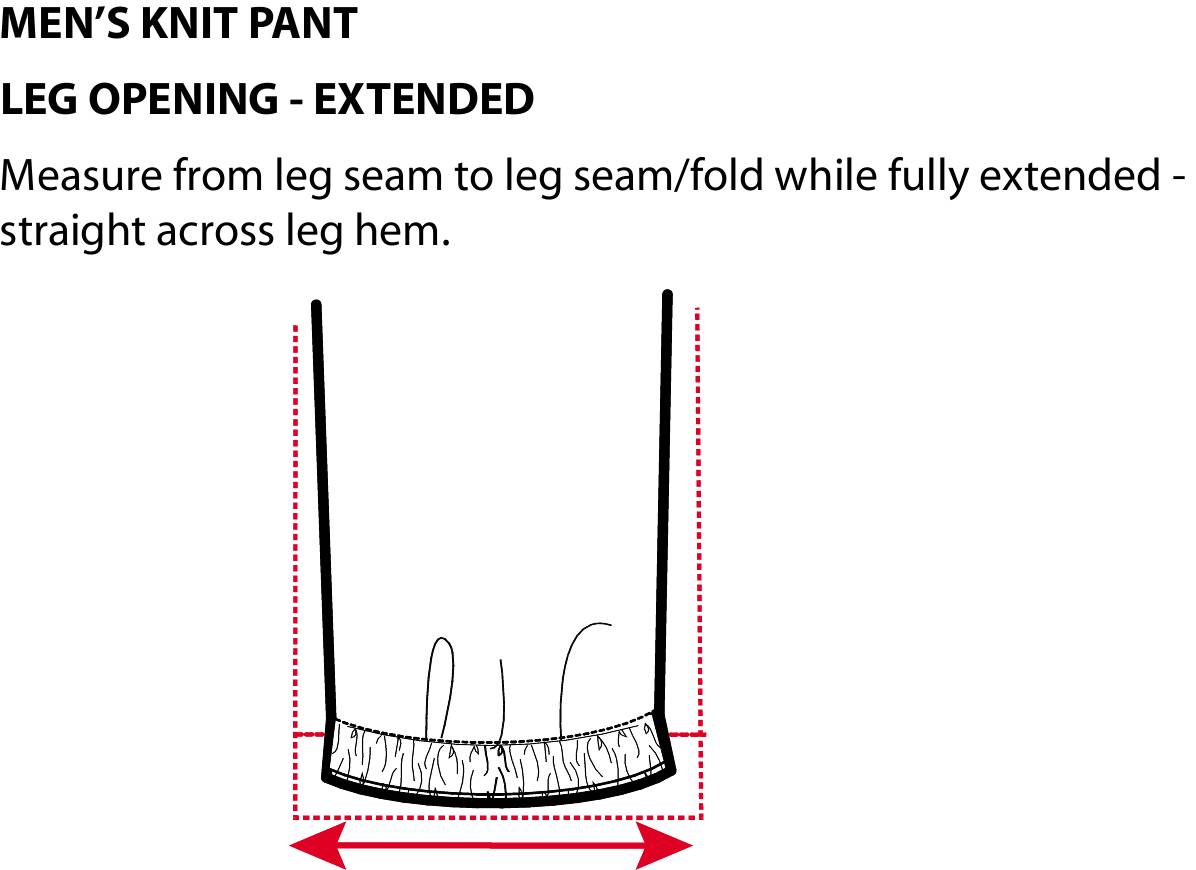 MEN’S KNIT PANT
LEG OPENING - EXTENDED
Measure from leg seam to leg seam/fold while fully extended -
straight across leg hem.